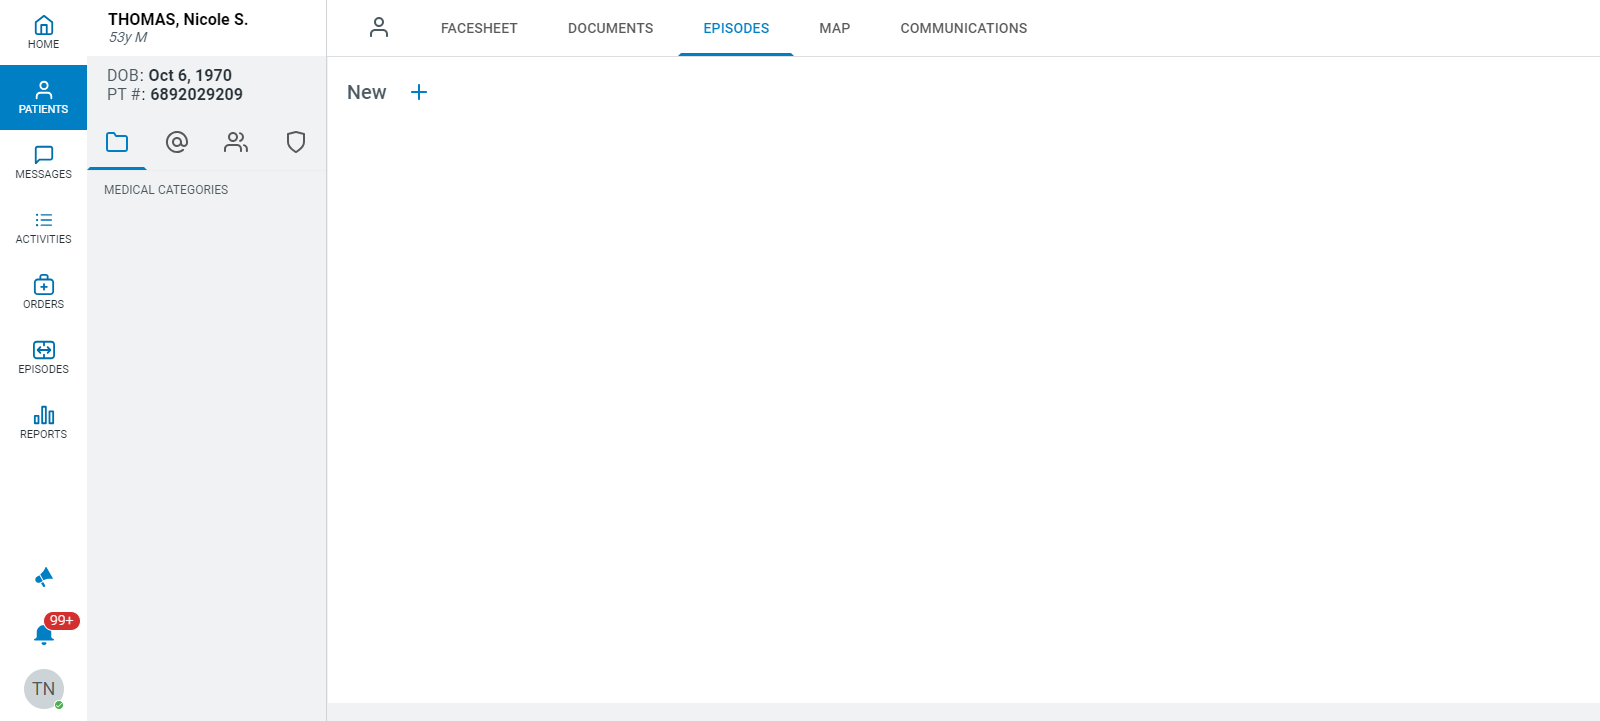 HOME
PATIENTS
MESSAGES
ACTIVITIES
ORDERS
EPISODES
REPORTS
99+
TN
THOMAS, Nicole S.
53y M
DOB: Oct 6, 1970
PT #: 6892029209
MEDICAL CATEGORIES
FACESHEET DOCUMENTS EPISODES MAP COMMUNICATIONS
New +